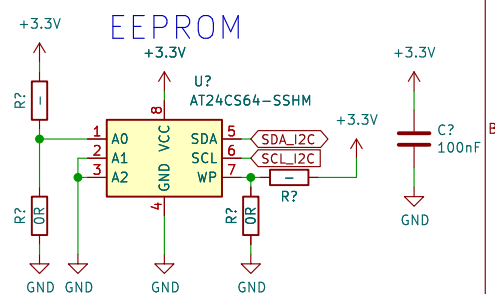 EEPROM
+3.3V
+3.3V
+3.3V
U?
AT24CS64-SSHM
R?
–
8
VCC
+3.3V
1
A0
SDA
5
SDA_I2C
2
A1
SCL
6
SCL_I2C
3
A2
WP
7
–
R?
GND
4
R?
0R
R?
0R
C?
100nF
B
GND
GND
GND
GND
GND